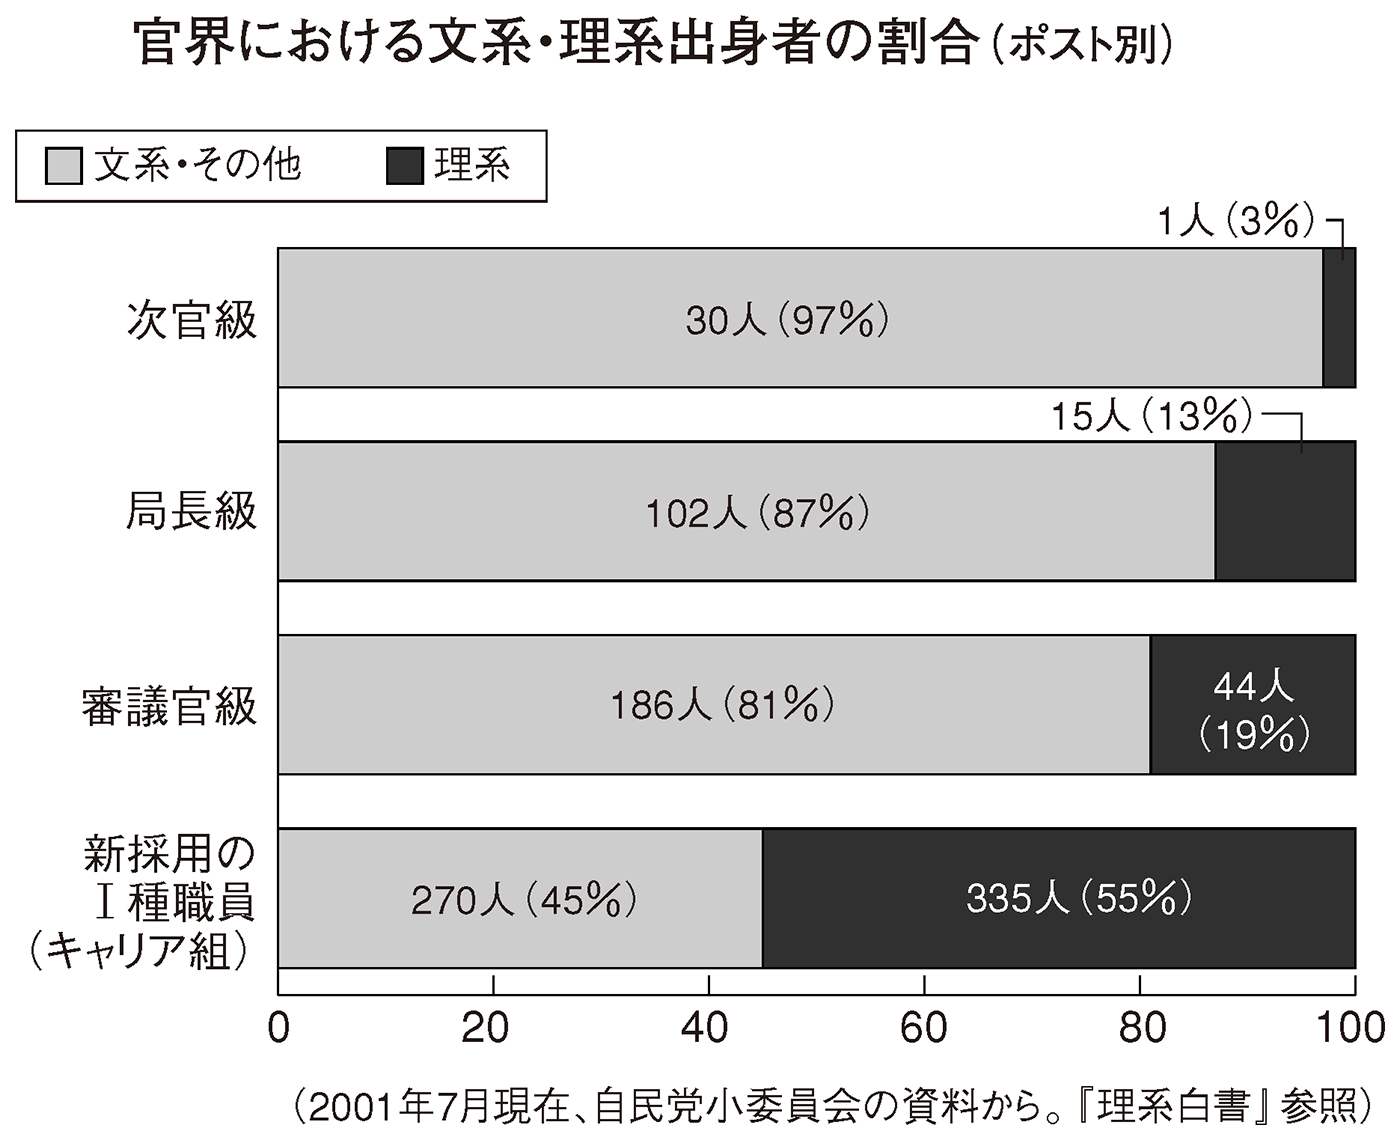 官界における文系・理系出身者の割合（ポスト別）
文系・その他
理系
1人（3%）
次官級
30人（97%）
15人（13%）
局長級
102人（87%）
審議官級
186人（81%）
44人
（19%）
新採用の
Ⅰ種職員
（キャリア組）
270人（45%）
335人（55%）
0 20 40 60 80 100
（2001年7月現在、自民党小委員会の資料から。『理系白書』参照）